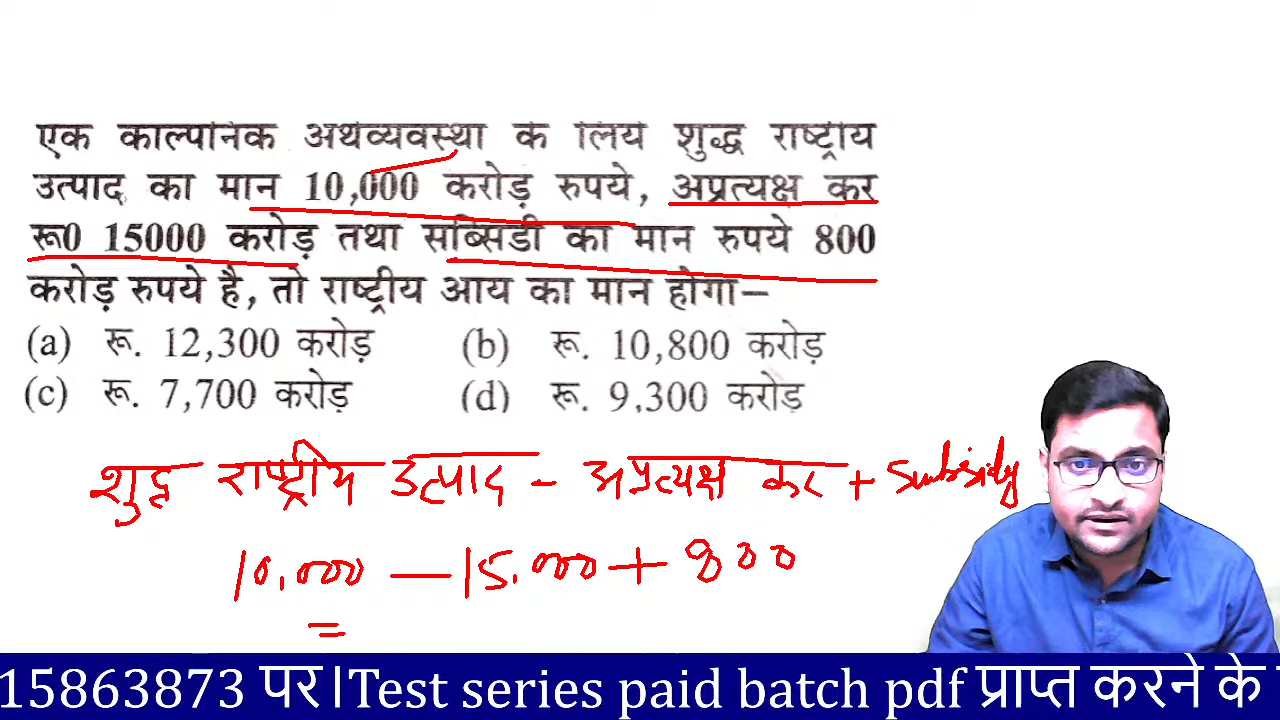 एक काल्पनिक अर्थव्यवस्था के लिये शुद्ध राष्ट्रीय
उत्पाद का मान 10,000 करोड़ रुपये, अप्रत्यक्ष कर
रू0 15000 करोड़ तथा सब्सिडी का मान रुपये 800
करोड़ रुपये है, तो राष्ट्रीय आय का मान होगा–
(a) रू. 12,300 करोड़ (b) रू. 10,800 करोड़
(c) रू. 7,700 करोड़ (d) रू. 9,300 करोड़
शुद्ध राष्ट्रीय उत्पाद – अप्रत्यक्ष कर + Subsidy
10,000 – 15,000 + 800
=
15863873 पर।Test series paid batch pdf प्राप्त करने के